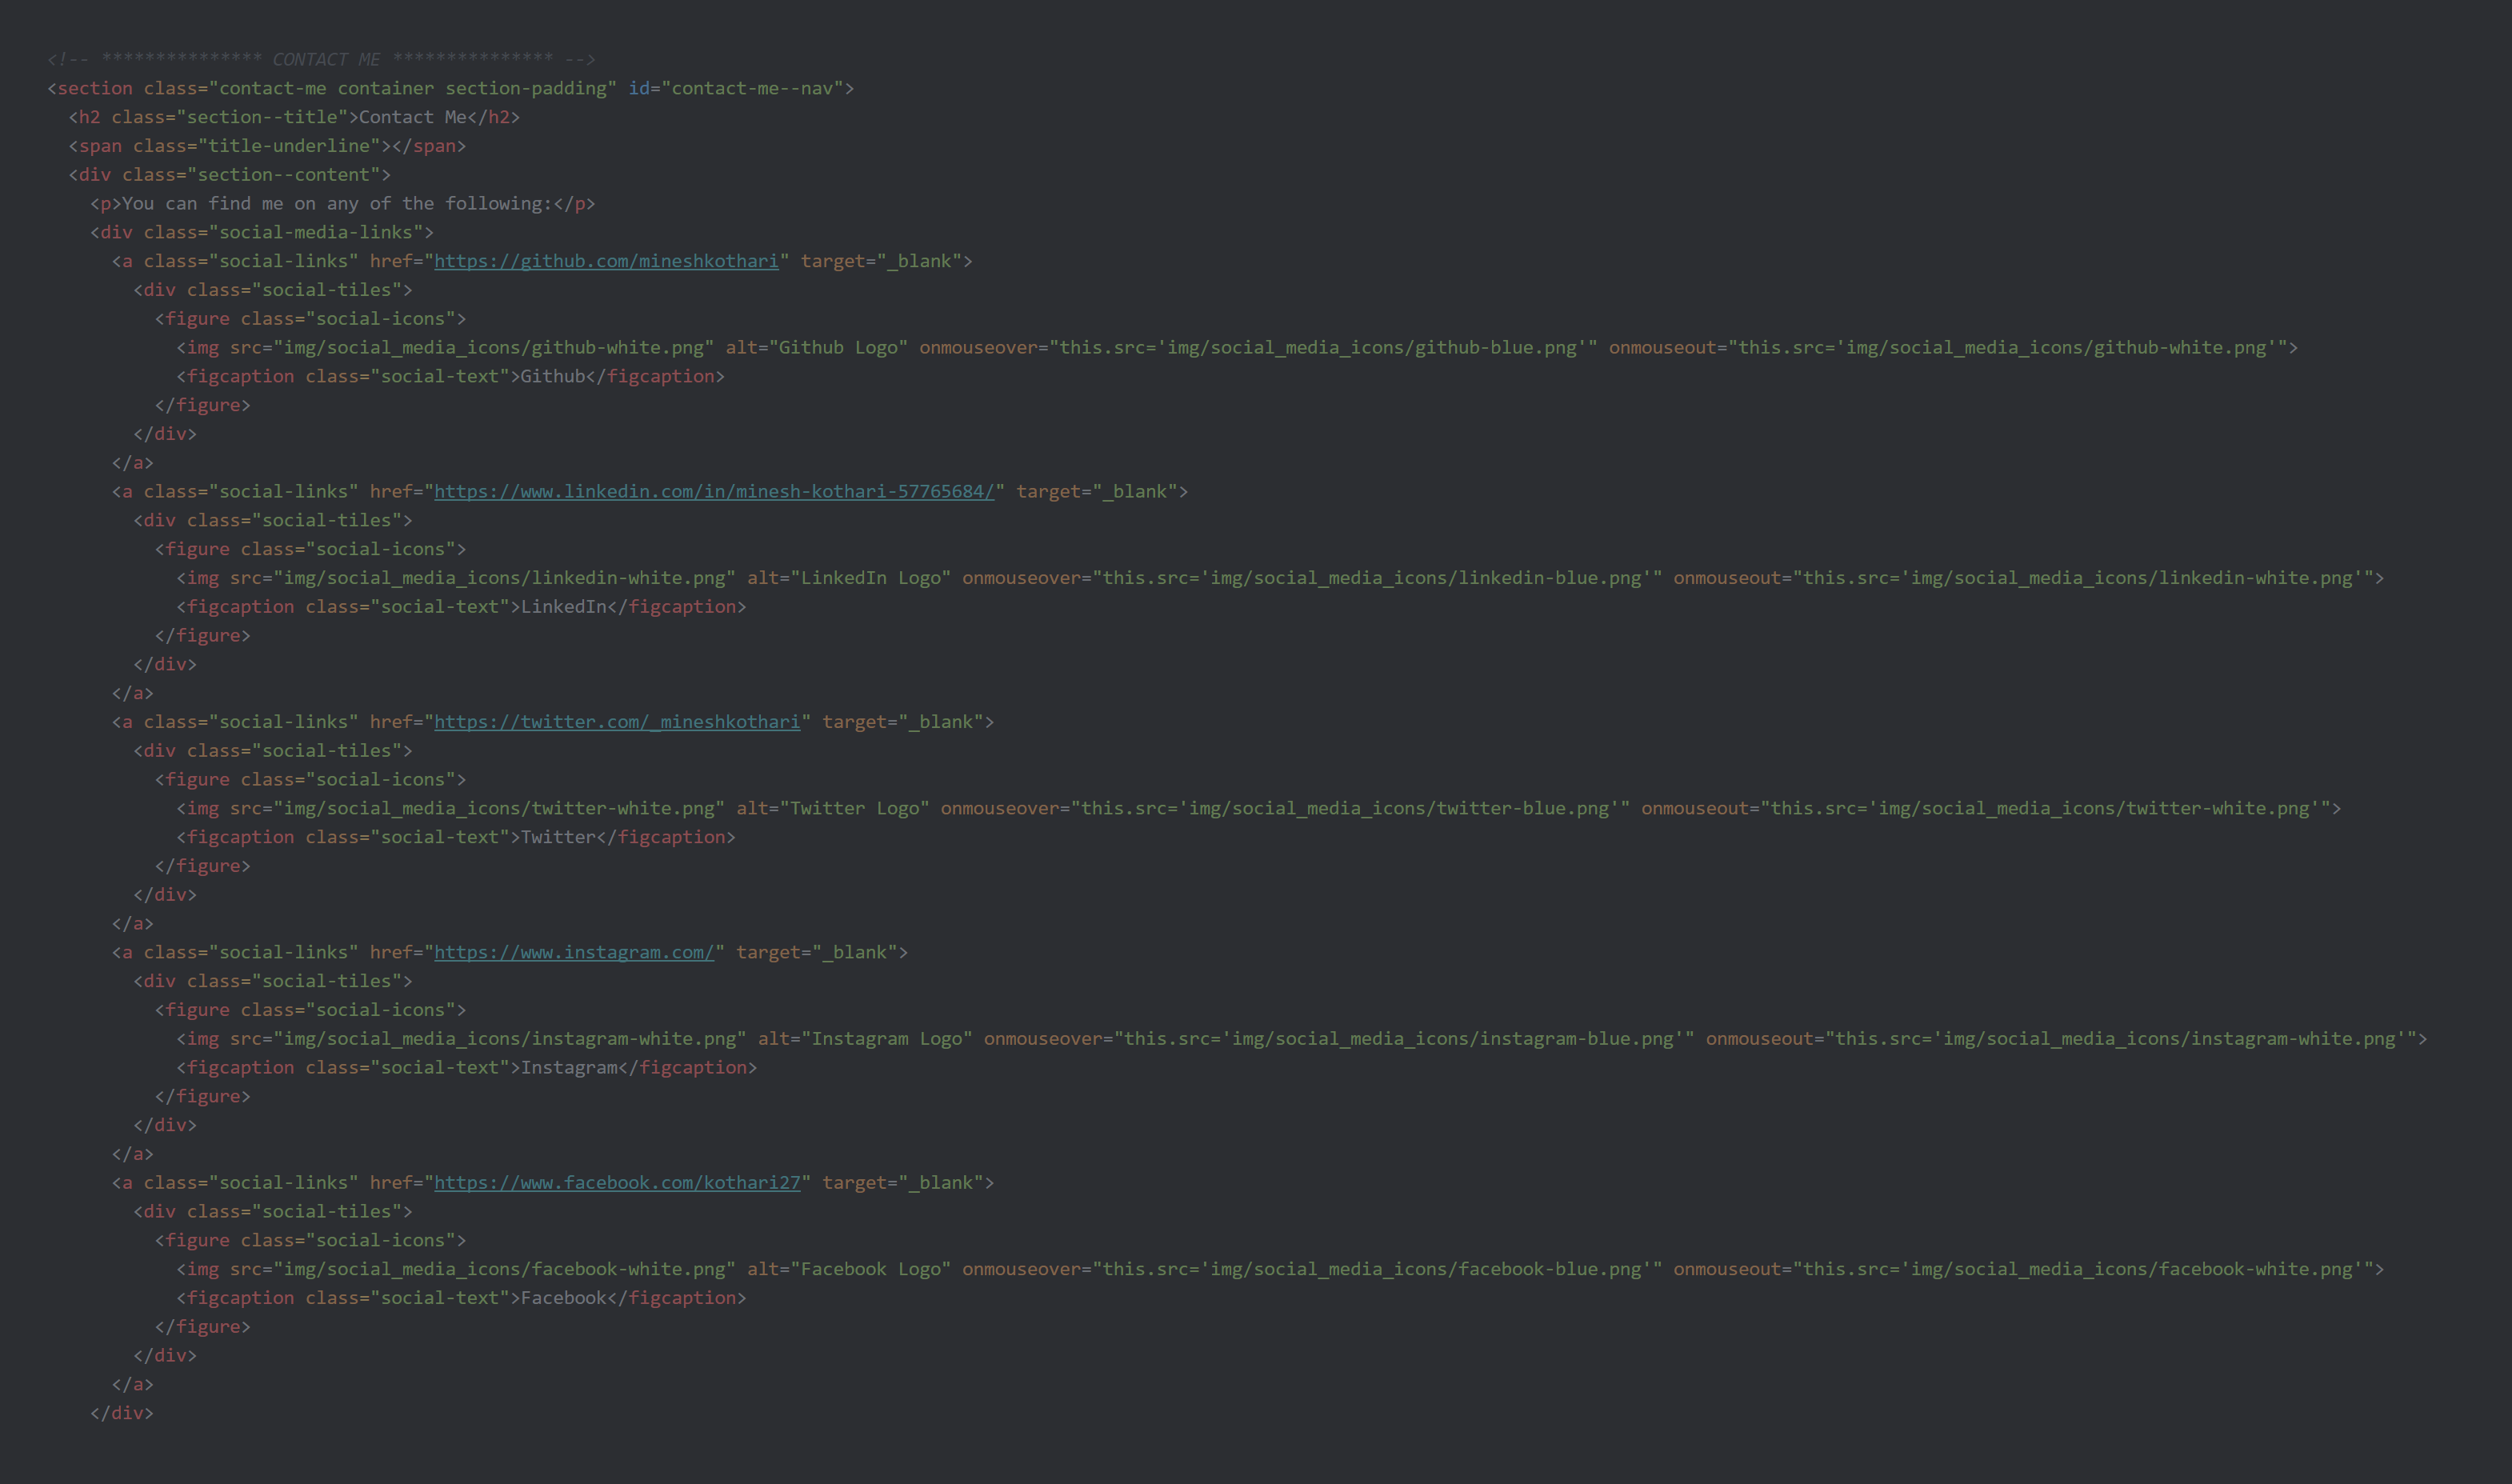 <!-- *************** CONTACT ME *************** -->
<section class="contact-me container section-padding" id="contact-me--nav">
  <h2 class="section--title">Contact Me</h2>
  <span class="title-underline"></span>
  <div class="section--content">
    <p>You can find me on any of the following:</p>
    <div class="social-media-links">
      <a class="social-links" href="https://github.com/mineshkothari" target="_blank">
        <div class="social-tiles">
          <figure class="social-icons">
            <img src="img/social_media_icons/github-white.png" alt="Github Logo" onmouseover="this.src='img/social_media_icons/github-blue.png'" onmouseout="this.src='img/social_media_icons/github-white.png'">
            <figcaption class="social-text">Github</figcaption>
          </figure>
        </div>
      </a>
      <a class="social-links" href="https://www.linkedin.com/in/minesh-kothari-57765684/" target="_blank">
        <div class="social-tiles">
          <figure class="social-icons">
            <img src="img/social_media_icons/linkedin-white.png" alt="LinkedIn Logo" onmouseover="this.src='img/social_media_icons/linkedin-blue.png'" onmouseout="this.src='img/social_media_icons/linkedin-white.png'">
            <figcaption class="social-text">LinkedIn</figcaption>
          </figure>
        </div>
      </a>
      <a class="social-links" href="https://twitter.com/_mineshkothari" target="_blank">
        <div class="social-tiles">
          <figure class="social-icons">
            <img src="img/social_media_icons/twitter-white.png" alt="Twitter Logo" onmouseover="this.src='img/social_media_icons/twitter-blue.png'" onmouseout="this.src='img/social_media_icons/twitter-white.png'">
            <figcaption class="social-text">Twitter</figcaption>
          </figure>
        </div>
      </a>
      <a class="social-links" href="https://www.instagram.com/" target="_blank">
        <div class="social-tiles">
          <figure class="social-icons">
            <img src="img/social_media_icons/instagram-white.png" alt="Instagram Logo" onmouseover="this.src='img/social_media_icons/instagram-blue.png'" onmouseout="this.src='img/social_media_icons/instagram-white.png'">
            <figcaption class="social-text">Instagram</figcaption>
          </figure>
        </div>
      </a>
      <a class="social-links" href="https://www.facebook.com/kothari27" target="_blank">
        <div class="social-tiles">
          <figure class="social-icons">
            <img src="img/social_media_icons/facebook-white.png" alt="Facebook Logo" onmouseover="this.src='img/social_media_icons/facebook-blue.png'" onmouseout="this.src='img/social_media_icons/facebook-white.png'">
            <figcaption class="social-text">Facebook</figcaption>
          </figure>
        </div>
      </a>
    </div>